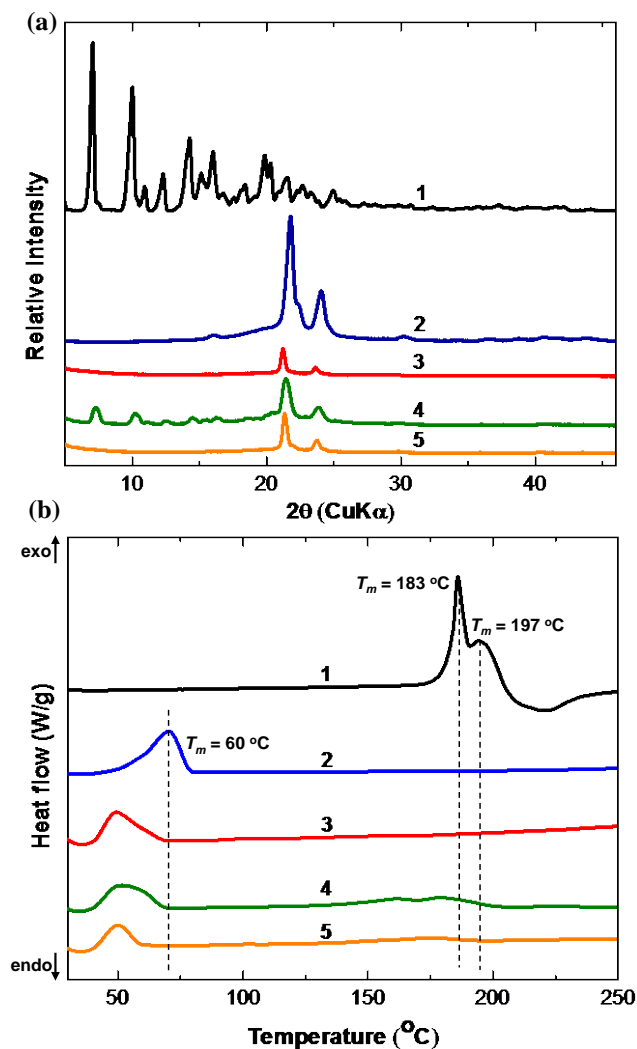 (a)
Relative Intensity
1
2
3
4
5
10 20 30 40
2θ (CuKα)
(b)
exo
T_m = 183 °C
T_m = 197 °C
1
T_m = 60 °C
2
Heat flow (W/g)
3
4
5
endo
50 100 150 200 250
Temperature (°C)